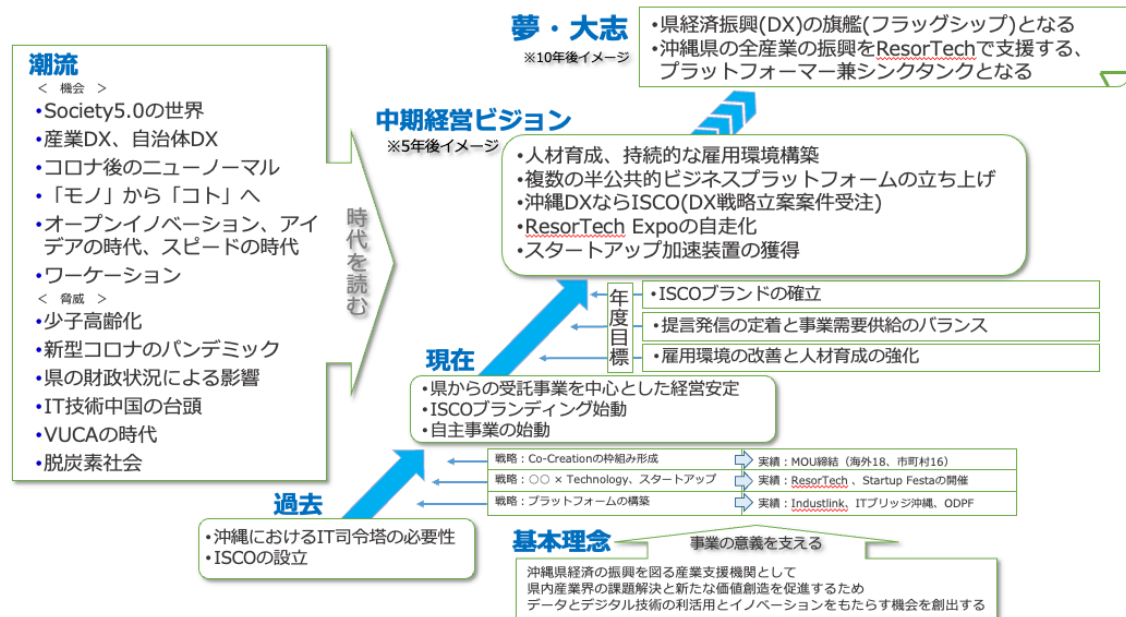 夢・大志
※10年後イメージ
・県経済振興(DX)の旗艦(フラッグシップ)となる
・沖縄県の全産業の振興をResorTechで支援する、
プラットフォーマー兼シンクタンクとなる
潮流
＜ 機会 ＞
•Society5.0の世界
•産業DX、自治体DX
•コロナ後のニューノーマル
•「モノ」から「コト」へ
•オープンイノベーション、アイ
デアの時代、スピードの時代
•ワーケーション
＜ 脅威 ＞
•少子高齢化
•新型コロナのパンデミック
•県の財政状況による影響
•IT技術中国の台頭
•VUCAの時代
•脱炭素社会
時代を読む
中期経営ビジョン
※5年後イメージ
•人材育成、持続的な雇用環境構築
•複数の半公共的ビジネスプラットフォームの立ち上げ
•沖縄DXならISCO(DX戦略立案案件受注)
•ResorTech Expoの自走化
•スタートアップ加速装置の獲得
年度目標
•ISCOブランドの確立
•提言発信の定着と事業需要供給のバランス
•雇用環境の改善と人材育成の強化
現在
•県からの受託事業を中心とした経営安定
•ISCOブランディング始動
•自主事業の始動
戦略：Co-Creationの枠組み形成
実績：MOU締結（海外18、市町村16）
戦略：○○ × Technology、スタートアップ
実績：ResorTech 、Startup Festaの開催
戦略：プラットフォームの構築
実績：Industlink、ITブリッジ沖縄、ODPF
過去
•沖縄におけるIT司令塔の必要性
•ISCOの設立
基本理念
事業の意義を支える
沖縄県経済の振興を図る産業支援機関として
県内産業界の課題解決と新たな価値創造を促進するため
データとデジタル技術の利活用とイノベーションをもたらす機会を創出する